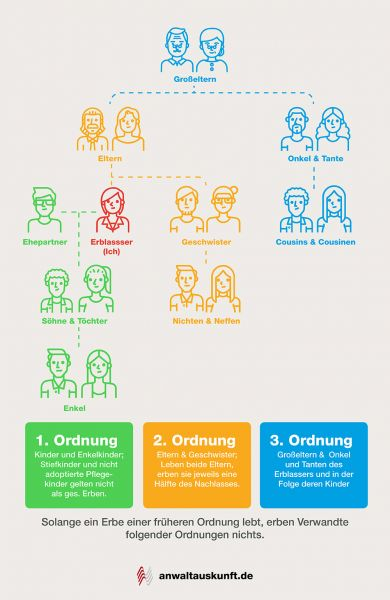 Großeltern
Eltern
Onkel & Tante
Ehepartner
Erblassser
(Ich)
Geschwister
Cousins & Cousinen
Söhne & Töchter
Nichten & Neffen
Enkel
1. Ordnung
Kinder und Enkelkinder;
Stiefkinder und nicht
adoptierte Pflege-
kinder gelten nicht
als ges. Erben.
2. Ordnung
Eltern & Geschwister;
Leben beide Eltern,
erben sie jeweils eine
Hälfte des Nachlasses.
3. Ordnung
Großeltern & Onkel
und Tanten des
Erblassers und in der
Folge deren Kinder
Solange ein Erbe einer früheren Ordnung lebt, erben Verwandte
folgender Ordnungen nichts.
anwaltauskunft.de